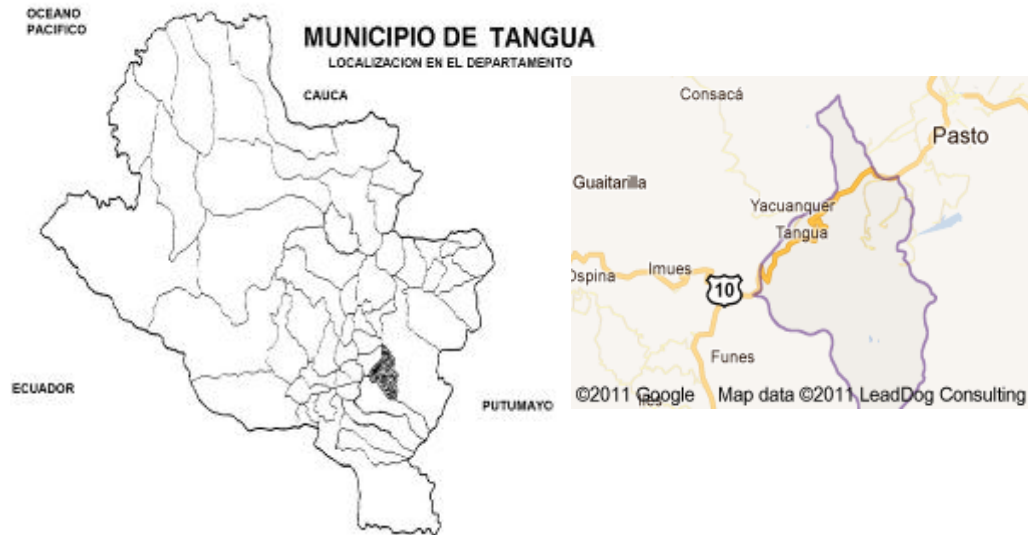 OCEANO
PACIFICO
MUNICIPIO DE TANGUA
LOCALIZACION EN EL DEPARTAMENTO
CAUCA
ECUADOR
PUTUMAYO
Consacá
Pasto
Guaitarilla
Yacuanquer
Tangua
Ospina
Imues
10
Funes
Iles
©2011 Google
Map data ©2011 LeadDog Consulting